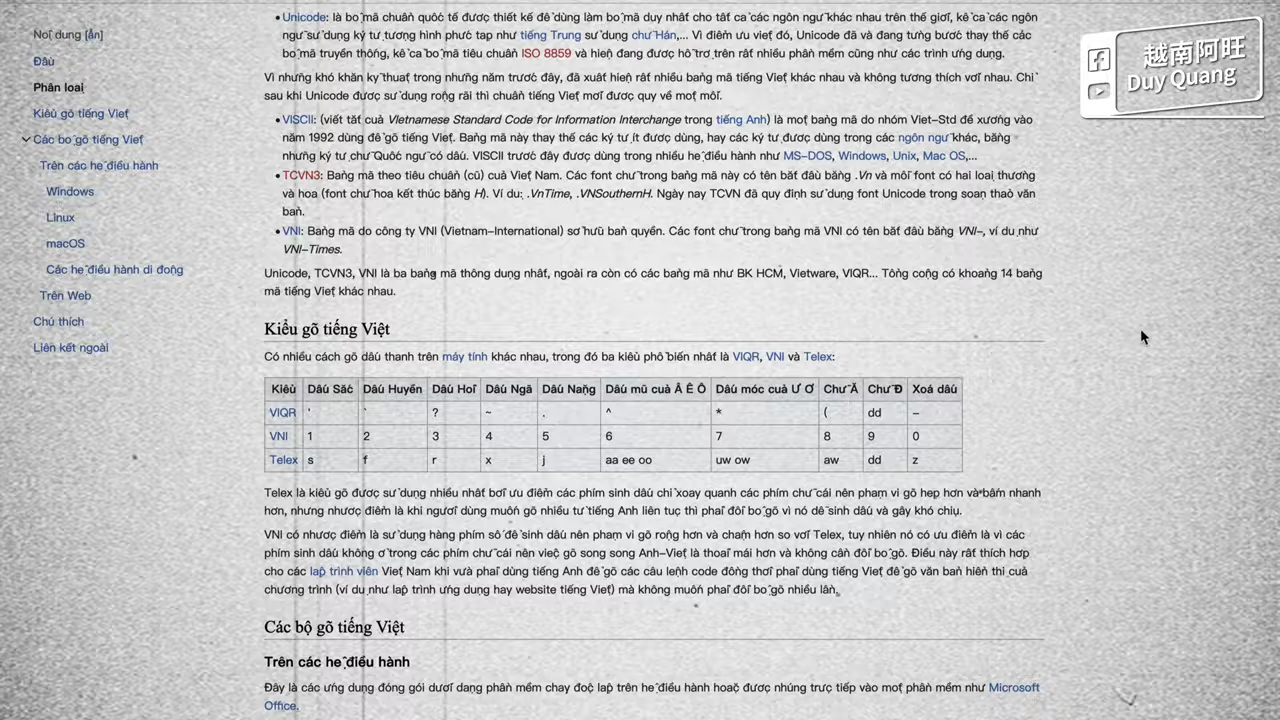 Nội dung [ẩn]
Đầu
Phân loại
Kiểu gõ tiếng Việt
Các bộ gõ tiếng Việt
Trên các hệ điều hành
Windows
Linux
macOS
Các hệ điều hành di động
Trên Web
Chú thích
Liên kết ngoài
越南阿旺
Duy Quang
Unicode: là bộ mã chuẩn quốc tế được thiết kế để dùng làm bộ mã duy nhất cho tất cả các ngôn ngữ khác nhau trên thế giới, kể cả các ngôn
ngữ sử dụng ký tự tượng hình phức tạp như tiếng Trung sử dụng chữ Hán,... Vì điểm ưu việt đó, Unicode đã và đang từng bước thay thế các
bộ mã truyền thống, kể cả bộ mã tiêu chuẩn ISO 8859 và hiện đang được hỗ trợ trên rất nhiều phần mềm cũng như các trình ứng dụng.
Vì những khó khăn kỹ thuật trong những năm trước đây, đã xuất hiện rất nhiều bảng mã tiếng Việt khác nhau và không tương thích với nhau. Chỉ
sau khi Unicode được sử dụng rộng rãi thì chuẩn tiếng Việt mới được quy về một mối.
VISCII: (viết tắt của Vietnamese Standard Code for Information Interchange trong tiếng Anh) là một bảng mã do nhóm Viet-Std đề xướng vào
năm 1992 dùng để gõ tiếng Việt. Bảng mã này thay thế các ký tự ít được dùng, hay các ký tự được dùng trong các ngôn ngữ khác, bằng
những ký tự chữ Quốc ngữ có dấu. VISCII trước đây được dùng trong nhiều hệ điều hành như MS-DOS, Windows, Unix, Mac OS,...
TCVN3: Bảng mã theo tiêu chuẩn (cũ) của Việt Nam. Các font chữ trong bảng mã này có tên bắt đầu bằng .Vn và mỗi font có hai loại thường
và hoa (font chữ hoa kết thúc bằng H). Ví dụ: .VnTime, .VNSouthernH. Ngày nay TCVN đã quy định sử dụng font Unicode trong soạn thảo văn
bản.
VNI: Bảng mã do công ty VNI (Vietnam-International) sở hữu bản quyền. Các font chữ trong bảng mã VNI có tên bắt đầu bằng VNI-, ví dụ như
VNI-Times.
Unicode, TCVN3, VNI là ba bảng mã thông dụng nhất, ngoài ra còn có các bảng mã như BK HCM, Vietware, VIQR... Tổng cộng có khoảng 14 bảng
mã tiếng Việt khác nhau.
Kiểu gõ tiếng Việt
Có nhiều cách gõ dấu thanh trên máy tính khác nhau, trong đó ba kiểu phổ biến nhất là VIQR, VNI và Telex:
Kiểu Dấu Sắc Dấu Huyền Dấu Hỏi Dấu Ngã Dấu Nặng Dấu mũ của Â Ê Ô Dấu móc của Ư Ơ Chữ Ă Chữ Đ Xoá dấu
VIQR ' ` ? ~ . ^ * ( dd –
VNI 1 2 3 4 5 6 7 8 9 0
Telex s f r x j aa ee oo uw ow aw dd z
Telex là kiểu gõ được sử dụng nhiều nhất bởi ưu điểm các phím sinh dấu chỉ xoay quanh các phím chữ cái nên phạm vi gõ hẹp hơn và bấm nhanh
hơn, nhưng nhược điểm là khi người dùng muốn gõ nhiều từ tiếng Anh liên tục thì phải đổi bộ gõ vì nó dễ sinh dấu và gây khó chịu.
VNI có nhược điểm là sử dụng hàng phím số để sinh dấu nên phạm vi gõ rộng hơn và chậm hơn so với Telex, tuy nhiên nó có ưu điểm là vì các
phím sinh dấu không ở trong các phím chữ cái nên việc gõ song song Anh-Việt là thoải mái hơn và không cần đổi bộ gõ. Điều này rất thích hợp
cho các lập trình viên Việt Nam khi vừa phải dùng tiếng Anh để gõ các câu lệnh code đồng thời phải dùng tiếng Việt để gõ văn bản hiển thị của
chương trình (ví dụ như lập trình ứng dụng hay website tiếng Việt) mà không muốn phải đổi bộ gõ nhiều lần.
Các bộ gõ tiếng Việt
Trên các hệ điều hành
Đây là các ứng dụng đóng gói dưới dạng phần mềm chạy độc lập trên hệ điều hành hoặc được nhúng trực tiếp vào một phần mềm như Microsoft
Office.